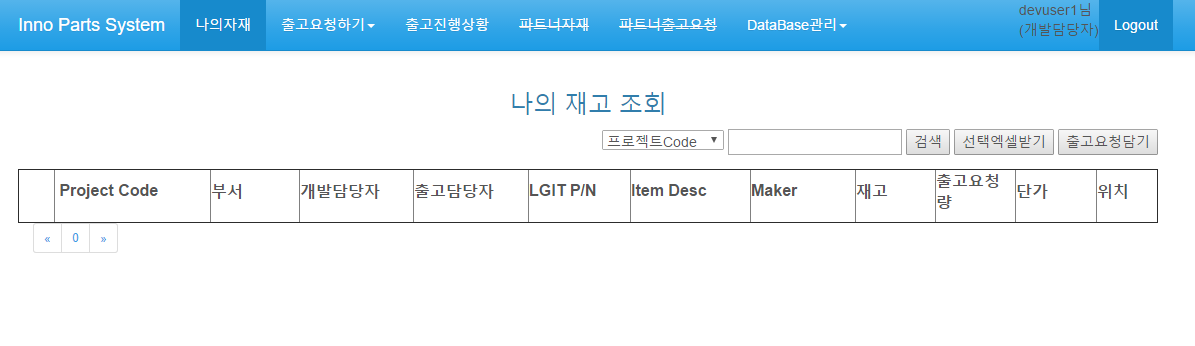 Inno Parts System 나의자재 출고요청하기 출고진행상황 파트너자재 파트너출고요청 DataBase관리 devuser1님 (개발담당자) Logout
나의 재고 조회
프로젝트Code 검색 선택엑셀받기 출고요청담기
Project Code 부서 개발담당자 출고담당자 LGIT P/N Item Desc Maker 재고 출고요청량 단가 위치
« 0 »